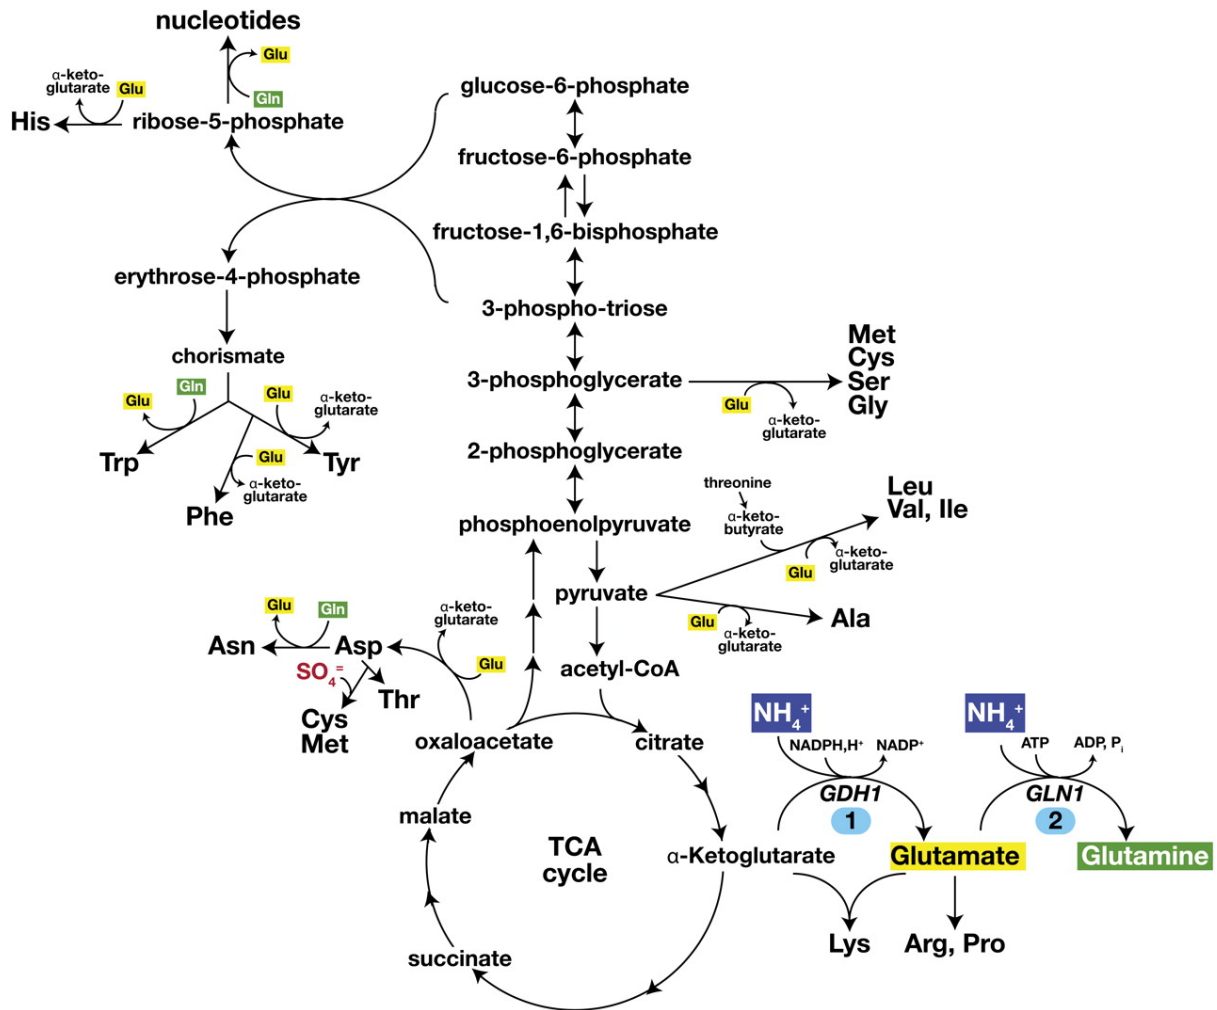 nucleotides
Glu
α-keto-
glutarate
Glu
Gln
His
ribose-5-phosphate
glucose-6-phosphate
fructose-6-phosphate
fructose-1,6-bisphosphate
erythrose-4-phosphate
3-phospho-triose
chorismate
Met
Cys
Ser
Gly
3-phosphoglycerate
Glu
α-keto-
glutarate
Glu
Gln
Glu
α-keto-
glutarate
Trp
Glu
Tyr
α-keto-
glutarate
Phe
2-phosphoglycerate
threonine
α-keto-
butyrate
Leu
Val, Ile
phosphoenolpyruvate
Glu
α-keto-
glutarate
pyruvate
Glu
α-keto-
glutarate
Ala
Glu
Gln
α-keto-
glutarate
Asn
Asp
Glu
SO₄⁼
Thr
Cys
Met
acetyl-CoA
oxaloacetate
citrate
NH₄⁺
NADPH,H⁺
NADP⁺
GDH1
1
NH₄⁺
ATP
ADP, Pᵢ
GLN1
2
malate
TCA
cycle
α-Ketoglutarate
Glutamate
Glutamine
Lys
Arg, Pro
succinate